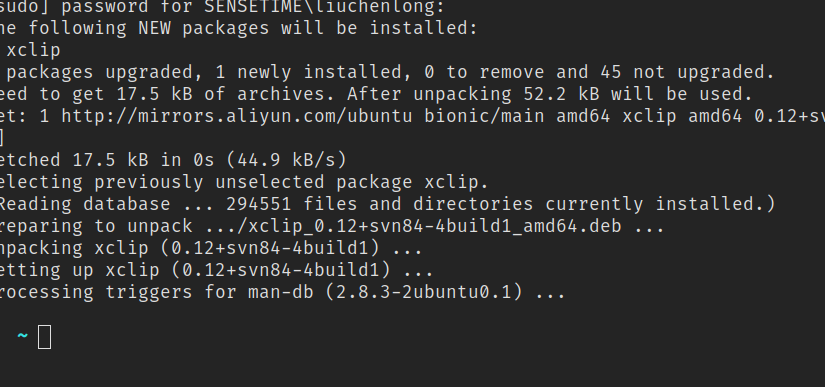 sudo] password for SENSETIME\liuchenlong:
he following NEW packages will be installed:
xclip
packages upgraded, 1 newly installed, 0 to remove and 45 not upgraded.
eed to get 17.5 kB of archives. After unpacking 52.2 kB will be used.
et: 1 http://mirrors.aliyun.com/ubuntu bionic/main amd64 xclip amd64 0.12+sv
]
etched 17.5 kB in 0s (44.9 kB/s)
electing previously unselected package xclip.
Reading database ... 294551 files and directories currently installed.)
reparing to unpack .../xclip_0.12+svn84-4build1_amd64.deb ...
npacking xclip (0.12+svn84-4build1) ...
etting up xclip (0.12+svn84-4build1) ...
rocessing triggers for man-db (2.8.3-2ubuntu0.1) ...
~